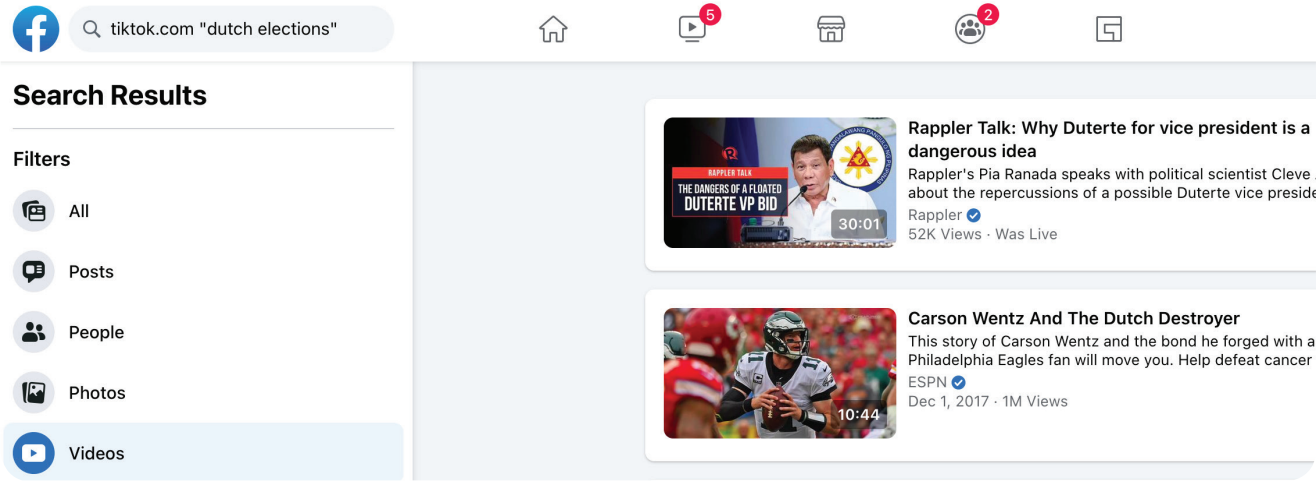 tiktok.com "dutch elections"
5
2
Search Results
Filters
All
Posts
People
Photos
Videos
RAPPLER TALK
THE DANGERS OF A FLOATED
DUTERTE VP BID
30:01
Rappler Talk: Why Duterte for vice president is a
dangerous idea
Rappler's Pia Ranada speaks with political scientist Cleve
about the repercussions of a possible Duterte vice preside
Rappler
52K Views · Was Live
11
10:44
Carson Wentz And The Dutch Destroyer
This story of Carson Wentz and the bond he forged with a
Philadelphia Eagles fan will move you. Help defeat cancer
ESPN
Dec 1, 2017 · 1M Views